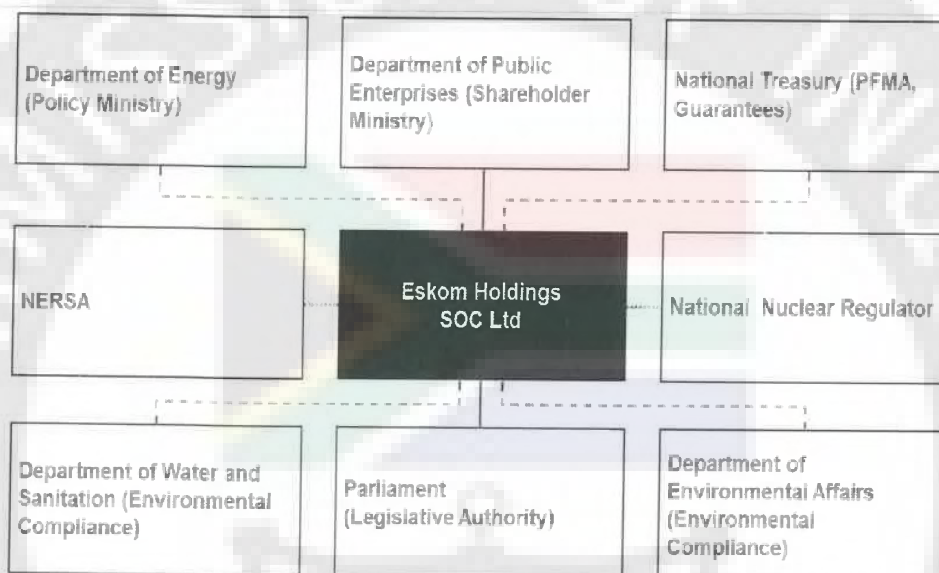 Department of Energy
(Policy Ministry)
Department of Public
Enterprises (Shareholder
Ministry)
National Treasury (PFMA,
Guarantees)
NERSA
Eskom Holdings
SOC Ltd
National Nuclear Regulator
Department of Water and
Sanitation (Environmental
Compliance)
Parliament
(Legislative Authority)
Department of
Environmental Affairs
(Environmental
Compliance)